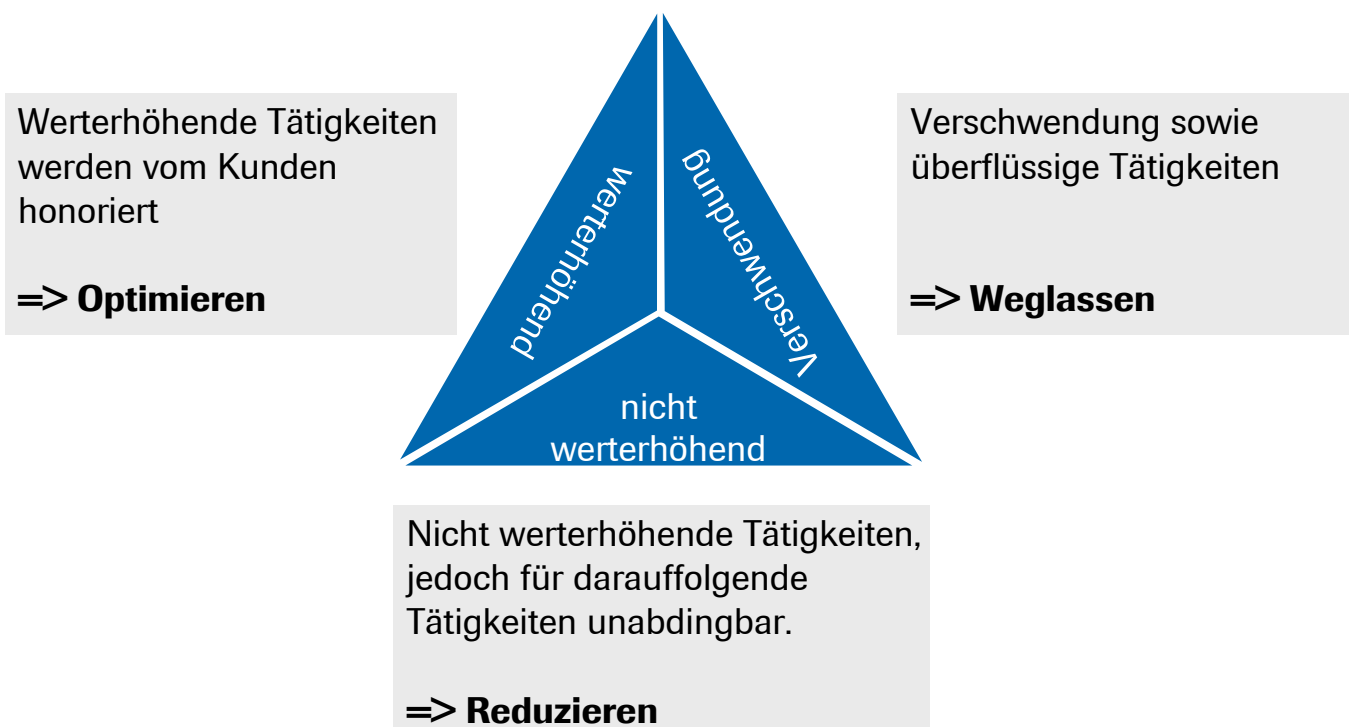 Werterhöhende Tätigkeiten
werden vom Kunden
honoriert
=> Optimieren
werterhöhend
Verschwendung
Verschwendung sowie
überflüssige Tätigkeiten
=> Weglassen
nicht
werterhöhend
Nicht werterhöhende Tätigkeiten,
jedoch für darauffolgende
Tätigkeiten unabdingbar.
=> Reduzieren